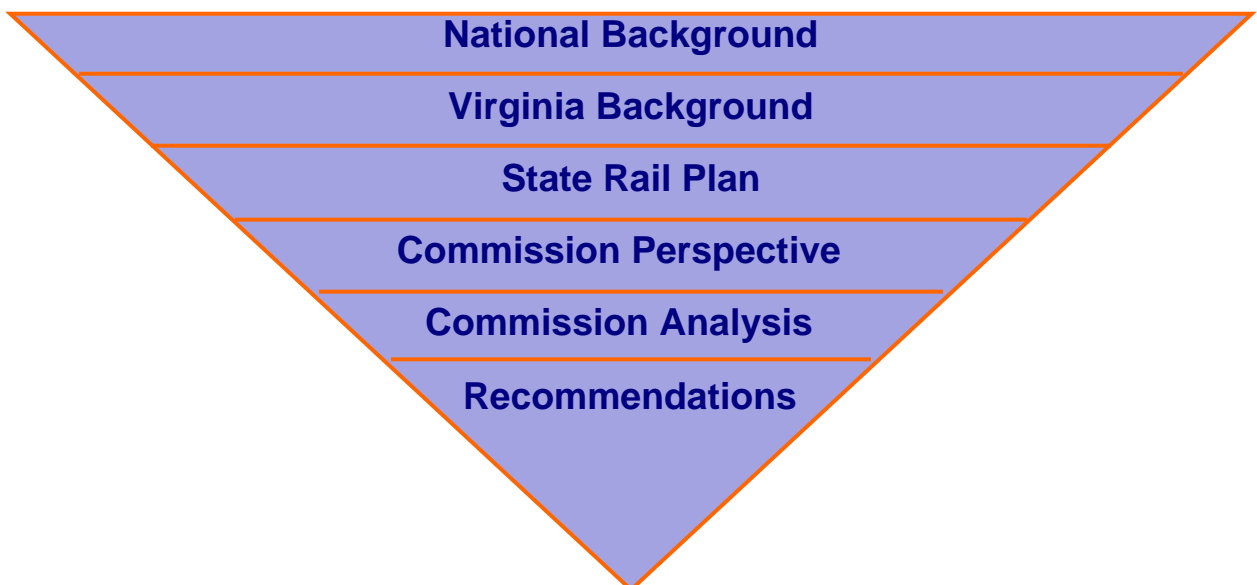 National Background
Virginia Background
State Rail Plan
Commission Perspective
Commission Analysis
Recommendations